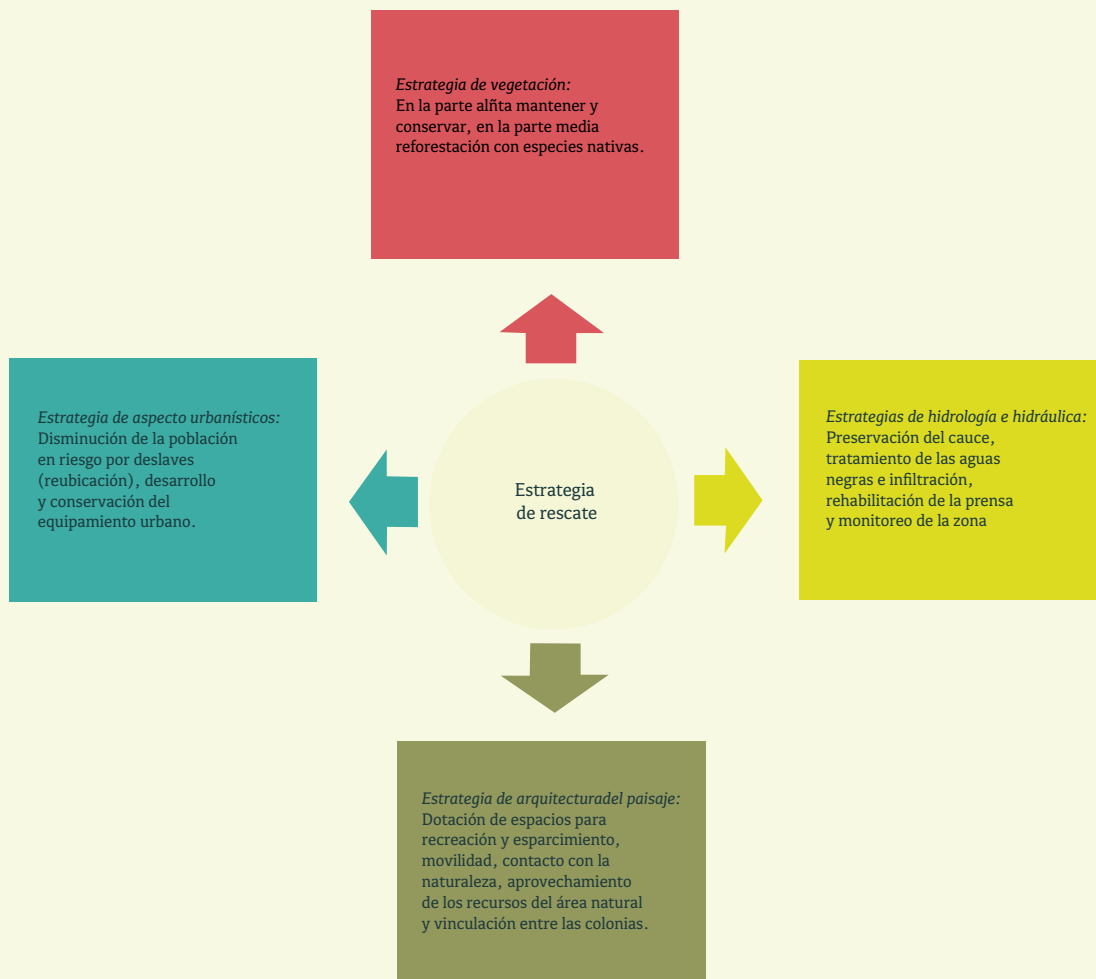 Estrategia de vegetación:
En la parte alñta mantener y
conservar, en la parte media
reforestación con especies nativas.
Estrategia de aspecto urbanísticos:
Disminución de la población
en riesgo por deslaves
(reubicación), desarrollo
y conservación del
equipamiento urbano.
Estrategia
de rescate
Estrategias de hidrología e hidráulica:
Preservación del cauce,
tratamiento de las aguas
negras e infiltración,
rehabilitación de la prensa
y monitoreo de la zona
Estrategia de arquitecturadel paisaje:
Dotación de espacios para
recreación y esparcimiento,
movilidad, contacto con la
naturaleza, aprovechamiento
de los recursos del área natural
y vinculación entre las colonias.